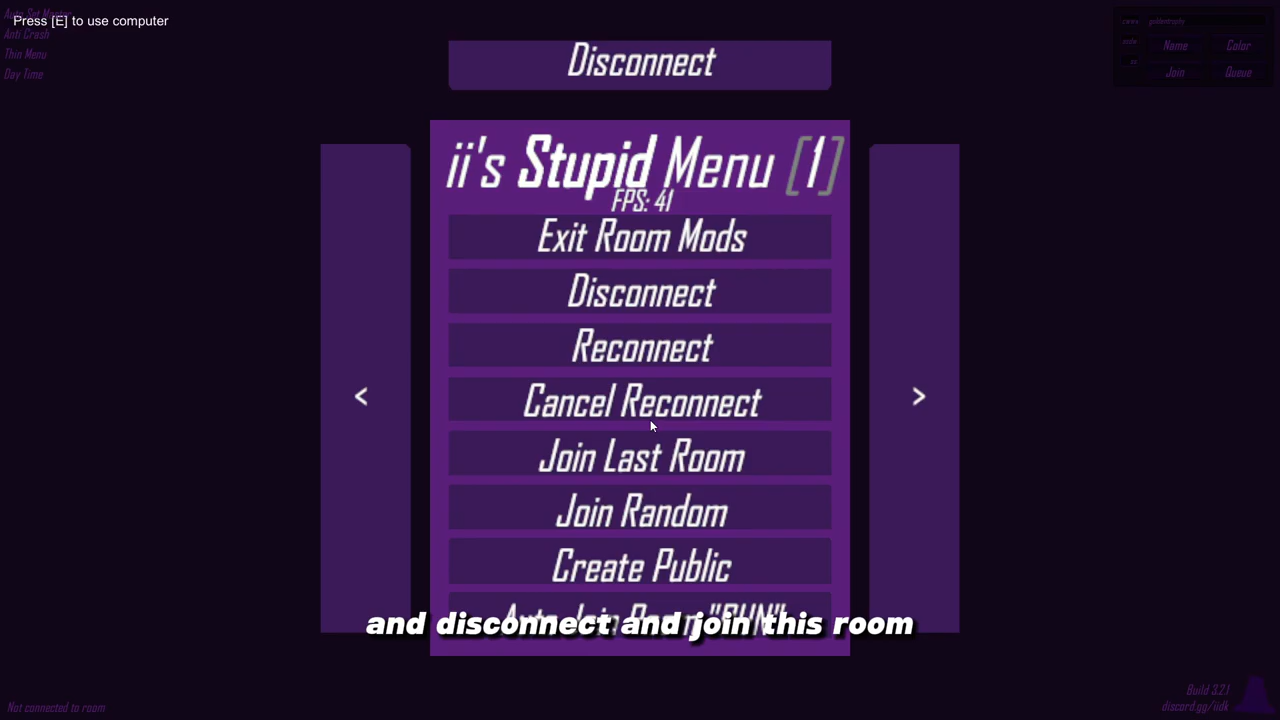 Press [E] to use computer
Anti Crash
Thin Menu
Day Time
goldentrophy
Name
Color
Join
Queue
Disconnect
ii's Stupid Menu [1]
FPS: 41
Exit Room Mods
Disconnect
Reconnect
Cancel Reconnect
<
>
Join Last Room
Join Random
Create Public
and disconnect and join this room
Not connected to room
Build 3.2.1
discord.gg/iidk